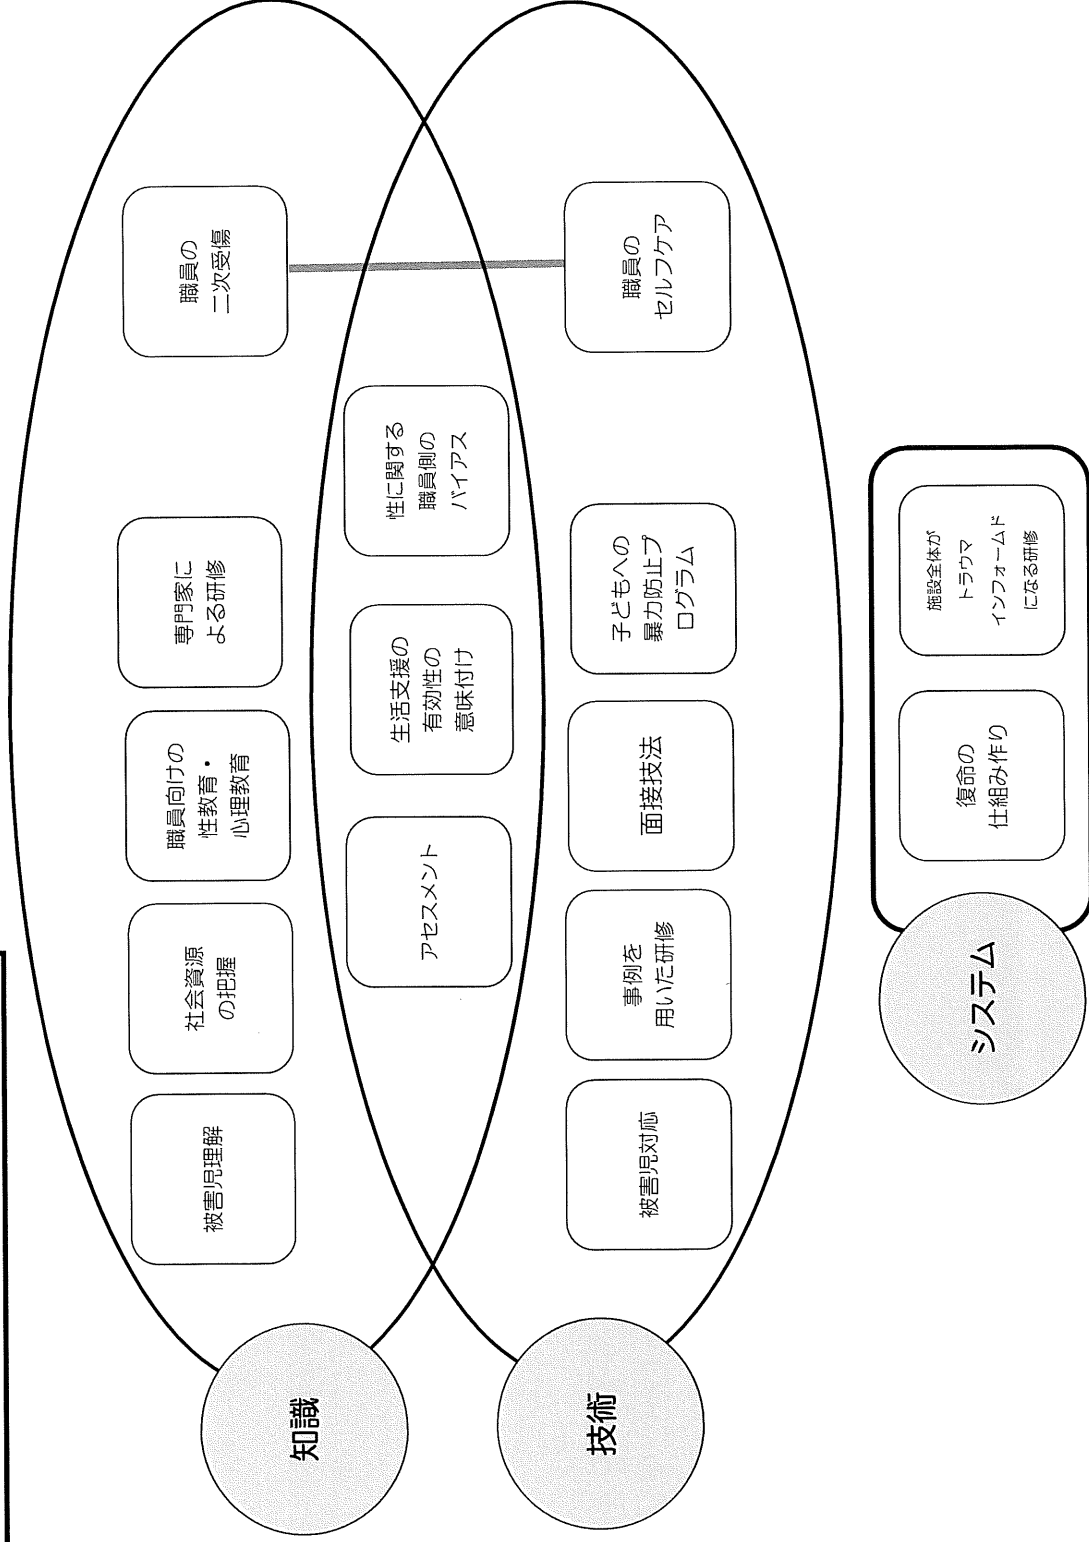 知識
被害児理解
社会資源
の把握
職員向けの
性教育・
心理教育
専門家に
よる研修
職員の
二次受傷
アセスメント
生活支援の
有効性の
意味付け
性に関する
職員側の
バイアス
技術
被害児対応
事例を
用いた研修
面接技法
子どもへの
暴力防止プ
ログラム
職員の
セルフケア
システム
復命の
仕組み作り
施設全体が
トラウマ
インフォームド
になる研修